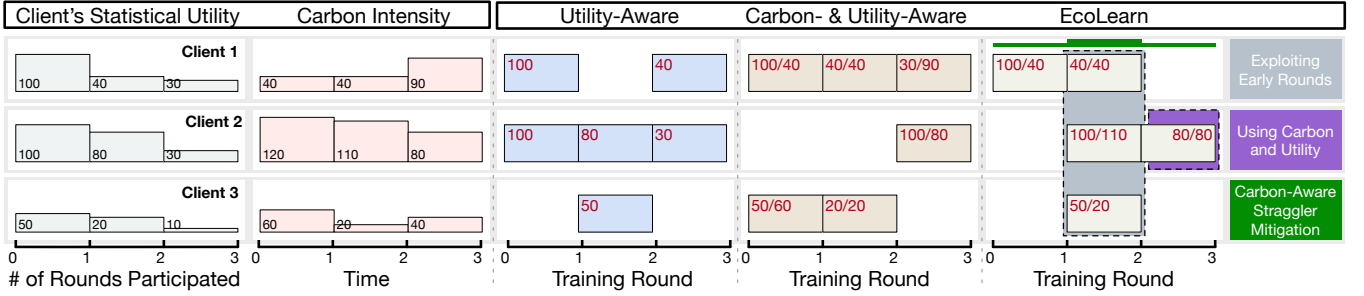 Client's Statistical Utility
Carbon Intensity
Utility-Aware
Carbon- & Utility-Aware
EcoLearn
Client 1
100
40
30
40
40
90
100
40
100/40
40/40
30/90
100/40
40/40
Exploiting
Early Rounds
Client 2
100
80
30
120
110
80
100
80
30
100/80
100/110
80/80
Using Carbon
and Utility
Client 3
50
20
10
60
20
40
50
50/60
20/20
50/20
Carbon-Aware
Straggler
Mitigation
0 1 2 3
0 1 2 3
0 1 2 3
0 1 2 3
0 1 2 3
# of Rounds Participated
Time
Training Round
Training Round
Training Round